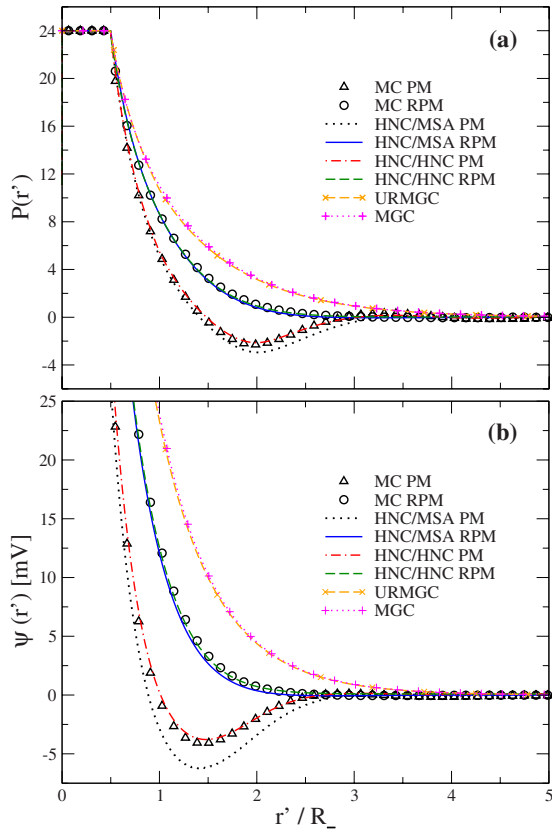 24
20
16
12
8
4
0
-4
P(r')
(a)
MC PM
MC RPM
HNC/MSA PM
HNC/MSA RPM
HNC/HNC PM
HNC/HNC RPM
URMGC
MGC
25
20
15
10
5
0
-5
ψ (r') [mV]
(b)
MC PM
MC RPM
HNC/MSA PM
HNC/MSA RPM
HNC/HNC PM
HNC/HNC RPM
URMGC
MGC
0 1 2 3 4 5
r' / R_